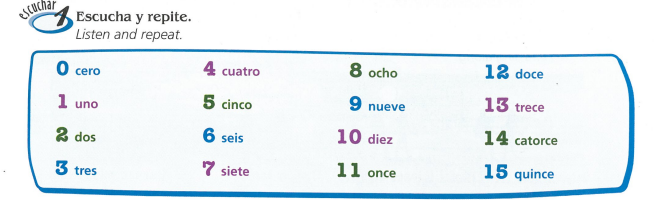 escuchar 1 Escucha y repite.
Listen and repeat.
0 cero 4 cuatro 8 ocho 12 doce
1 uno 5 cinco 9 nueve 13 trece
2 dos 6 seis 10 diez 14 catorce
3 tres 7 siete 11 once 15 quince